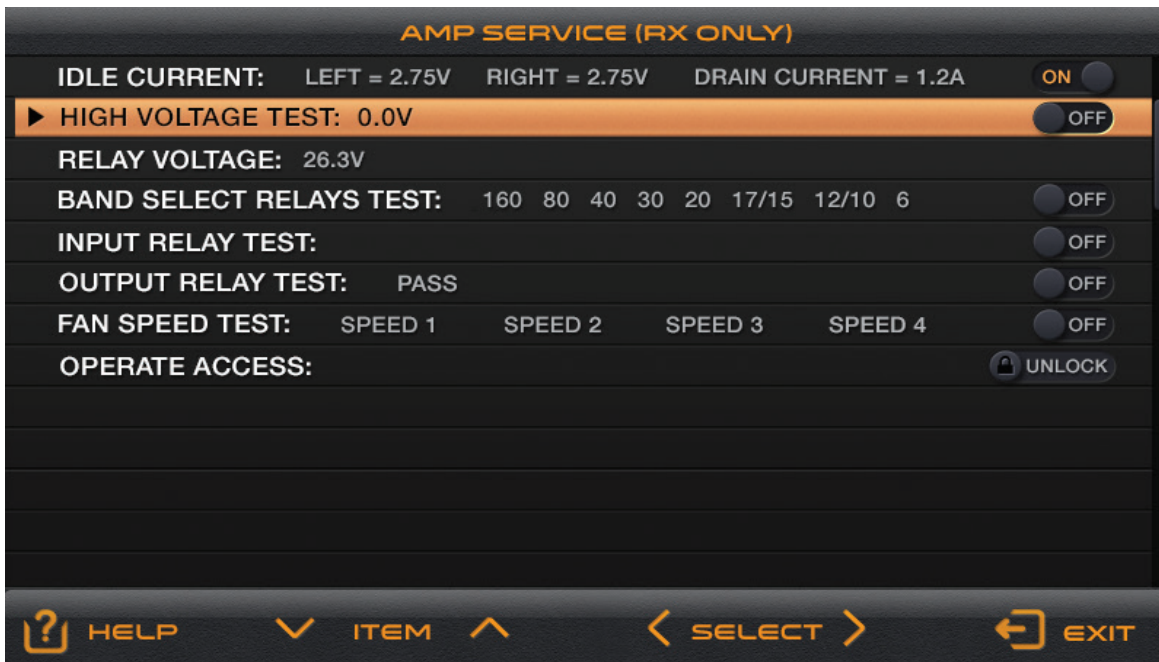 AMP SERVICE (RX ONLY)
IDLE CURRENT: LEFT = 2.75V RIGHT = 2.75V DRAIN CURRENT = 1.2A ON
HIGH VOLTAGE TEST: 0.0V OFF
RELAY VOLTAGE: 26.3V
BAND SELECT RELAYS TEST: 160 80 40 30 20 17/15 12/10 6 OFF
INPUT RELAY TEST: OFF
OUTPUT RELAY TEST: PASS OFF
FAN SPEED TEST: SPEED 1 SPEED 2 SPEED 3 SPEED 4 OFF
OPERATE ACCESS: UNLOCK
? HELP ITEM SELECT EXIT